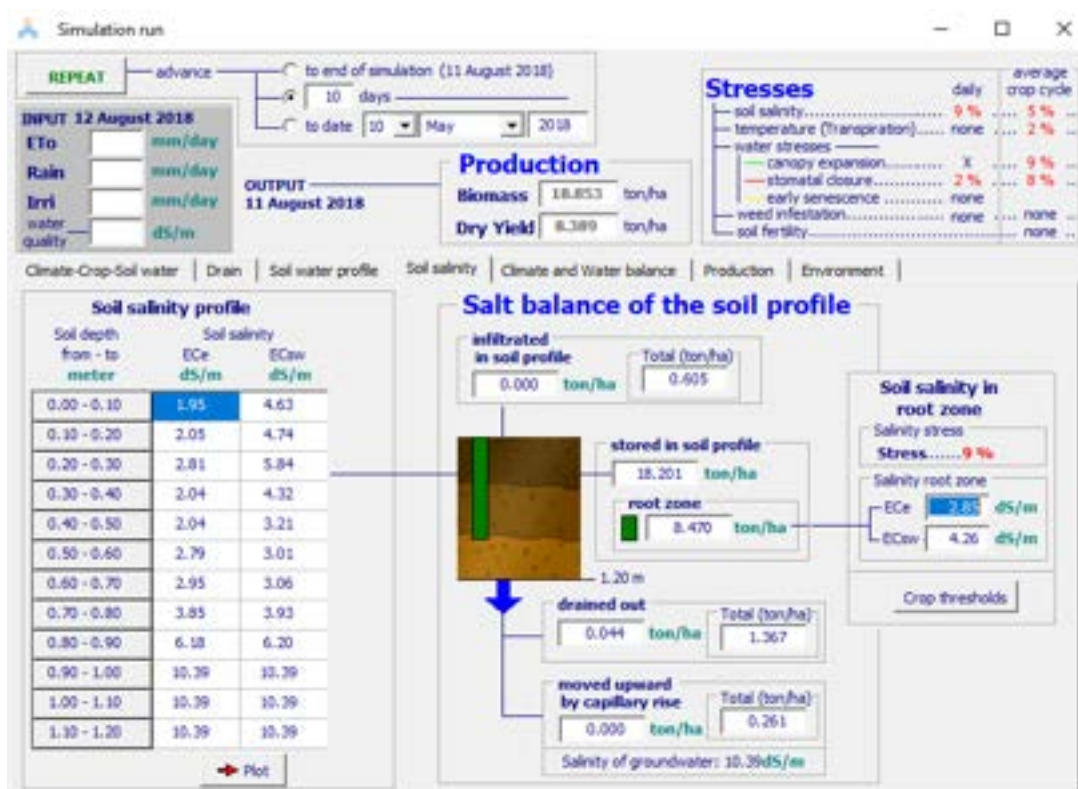 Simulation run
REPEAT
advance
to end of simulation (11 August 2018)
10 days
to date 10 May 2018
INPUT 12 August 2018
ETo mm/day
Rain mm/day
Irri mm/day
water quality dS/m
OUTPUT
11 August 2018
Production
Biomass 18.853 ton/ha
Dry Yield 8.389 ton/ha
Stresses daily average crop cycle
soil salinity 9 % .... 5 % ..
temperature (Transpiration)..... none .... 2 % ..
water stresses
canopy expansion........... X .... 9 % ..
stomatal closure............ 2 % .... 8 % ..
early senescence .......... none
weed infestation.................... none .... none ..
soil fertility............................ .... none ..
Climate-Crop-Soil water | Drain | Soil water profile | Soil salinity | Climate and Water balance | Production | Environment
Soil salinity profile
Soil depth Soil salinity
from - to ECe ECsw
meter dS/m dS/m
0.00 - 0.10 1.95 4.63
0.10 - 0.20 2.05 4.74
0.20 - 0.30 2.81 5.84
0.30 - 0.40 2.04 4.32
0.40 - 0.50 2.04 3.21
0.50 - 0.60 2.79 3.01
0.60 - 0.70 2.95 3.06
0.70 - 0.80 3.85 3.93
0.80 - 0.90 6.18 6.20
0.90 - 1.00 10.39 10.39
1.00 - 1.10 10.39 10.39
1.10 - 1.20 10.39 10.39
Plot
Salt balance of the soil profile
infiltrated
in soil profile Total (ton/ha)
0.000 ton/ha 0.605
stored in soil profile
18.201 ton/ha
root zone
8.470 ton/ha
1.20 m
drained out Total (ton/ha)
0.044 ton/ha 1.367
moved upward
by capillary rise Total (ton/ha)
0.000 ton/ha 0.261
Salinity of groundwater: 10.39dS/m
Soil salinity in
root zone
Salinity stress
Stress.......9 %
Salinity root zone
ECe 2.85 dS/m
ECsw 4.26 dS/m
Crop thresholds